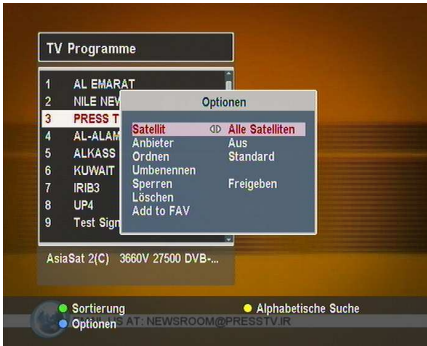 TV Programme
1 AL EMARAT
2 NILE NEW
3 PRESS T
4 AL-ALAM
5 ALKASS
6 KUWAIT
7 IRIB3
8 UP4
9 Test Sign
Optionen
Satellit Alle Satelliten
Anbieter Aus
Ordnen Standard
Umbenennen
Sperren Freigeben
Löschen
Add to FAV
AsiaSat 2(C) 3660V 27500 DVB-...
Sortierung Alphabetische Suche
US AT: NEWSROOM@PRESSTV.IR
Optionen